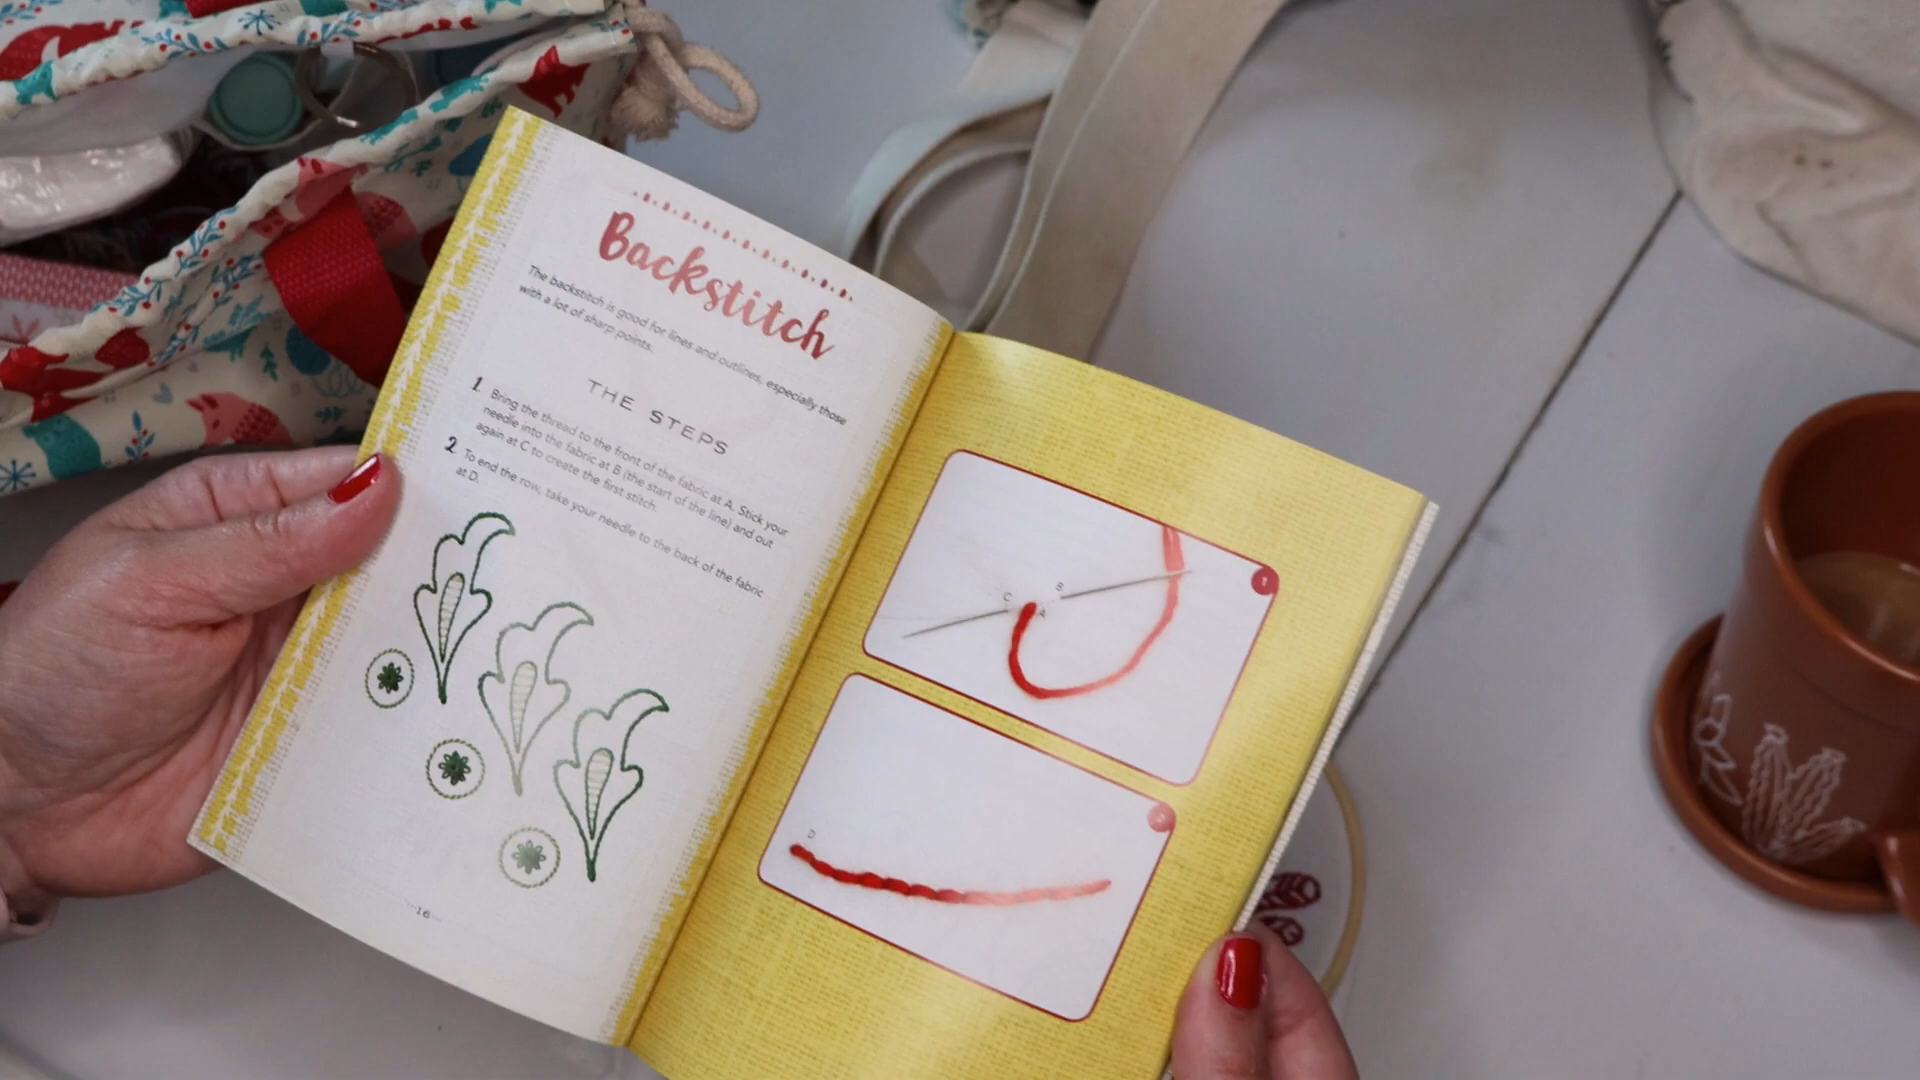 Backstitch
The backstitch is good for lines and outlines, especially those
with a lot of sharp points.
THE STEPS
1 Bring the thread to the front of the fabric at A. Stick your
needle into the fabric at B (the start of the line) and out
again at C to create the first stitch.
2 To end the row, take your needle to the back of the fabric
at D.
16
1
B
C
A
2
D